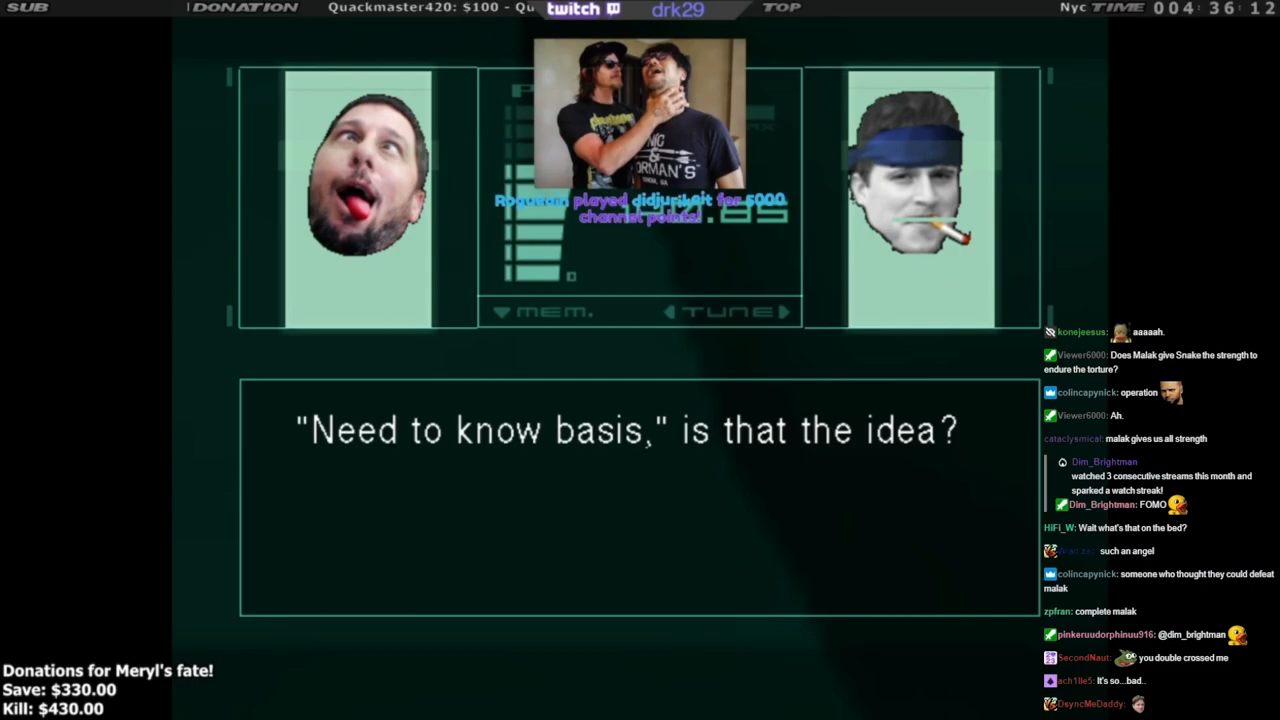 SUB
DONATION
Quackmaster420: $100 - Qu
twitch
drk29
TOP
Nyc TIME 004:36:12
played didjurikeit for 5000
channel points!
MEM.
TUNE
"Need to know basis," is that the idea?
konejeesus: aaaaah.
Viewer6000: Does Malak give Snake the strength to
endure the torture?
colincapynick: operation
Viewer6000: Ah.
cataclysmical: malak gives us all strength
Dim_Brightman
watched 3 consecutive streams this month and
sparked a watch streak!
Dim_Brightman: FOMO
HiFi_W: Wait what's that on the bed?
such an angel
colincapynick: someone who thought they could defeat
malak
zpfran: complete malak
pinkeruudorphinuu916: @dim_brightman
SecondNaut: you double crossed me
ach1lle5: It's so...bad..
DsyncMeDaddy:
Donations for Meryl's fate!
Save: $330.00
Kill: $430.00